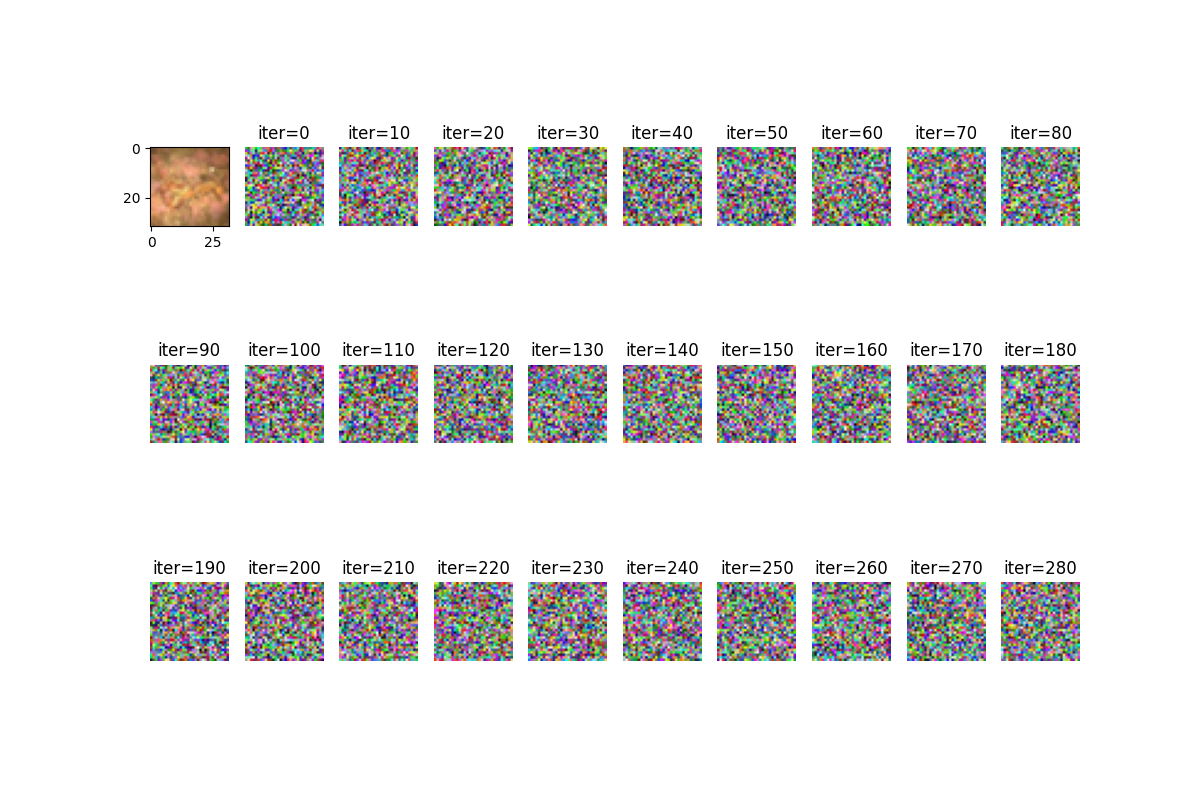 iter=0 iter=10 iter=20 iter=30 iter=40 iter=50 iter=60 iter=70 iter=80
0
20
0 25
iter=90 iter=100 iter=110 iter=120 iter=130 iter=140 iter=150 iter=160 iter=170 iter=180
iter=190 iter=200 iter=210 iter=220 iter=230 iter=240 iter=250 iter=260 iter=270 iter=280